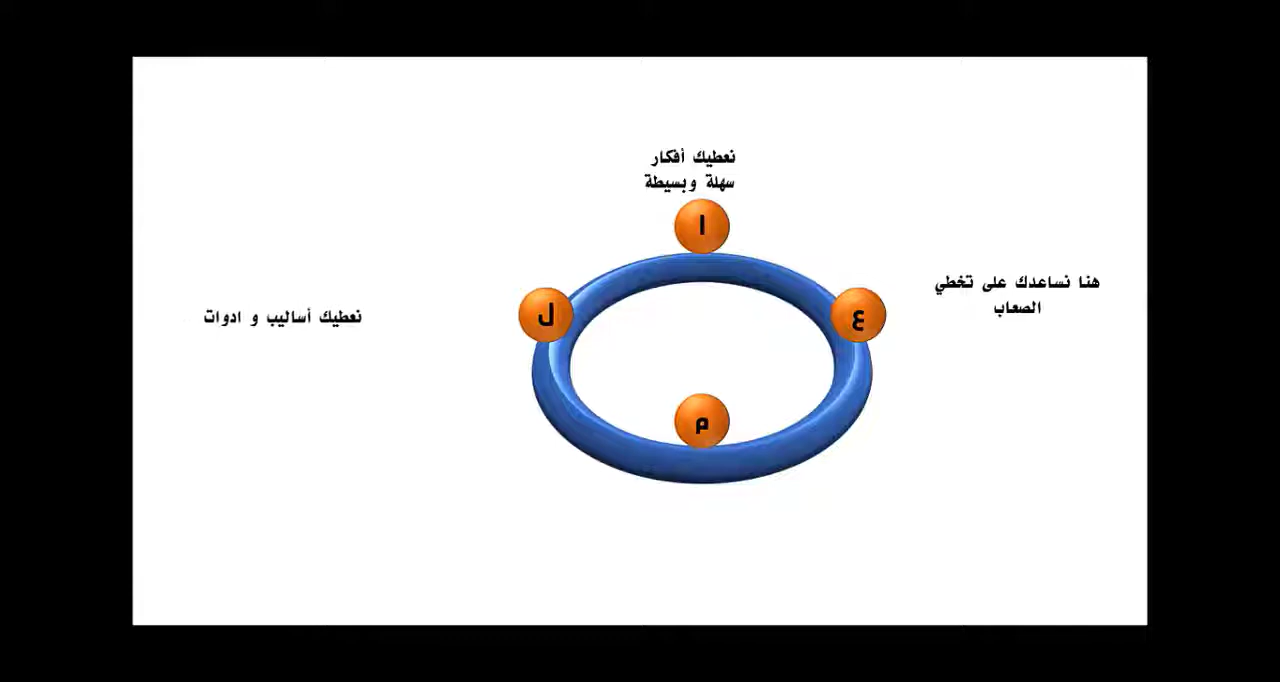 نعطيك أفكار
سهلة وبسيطة
ا
هنا نساعدك على تخطي
الصعاب
ع
ل
نعطيك أساليب و ادوات
م